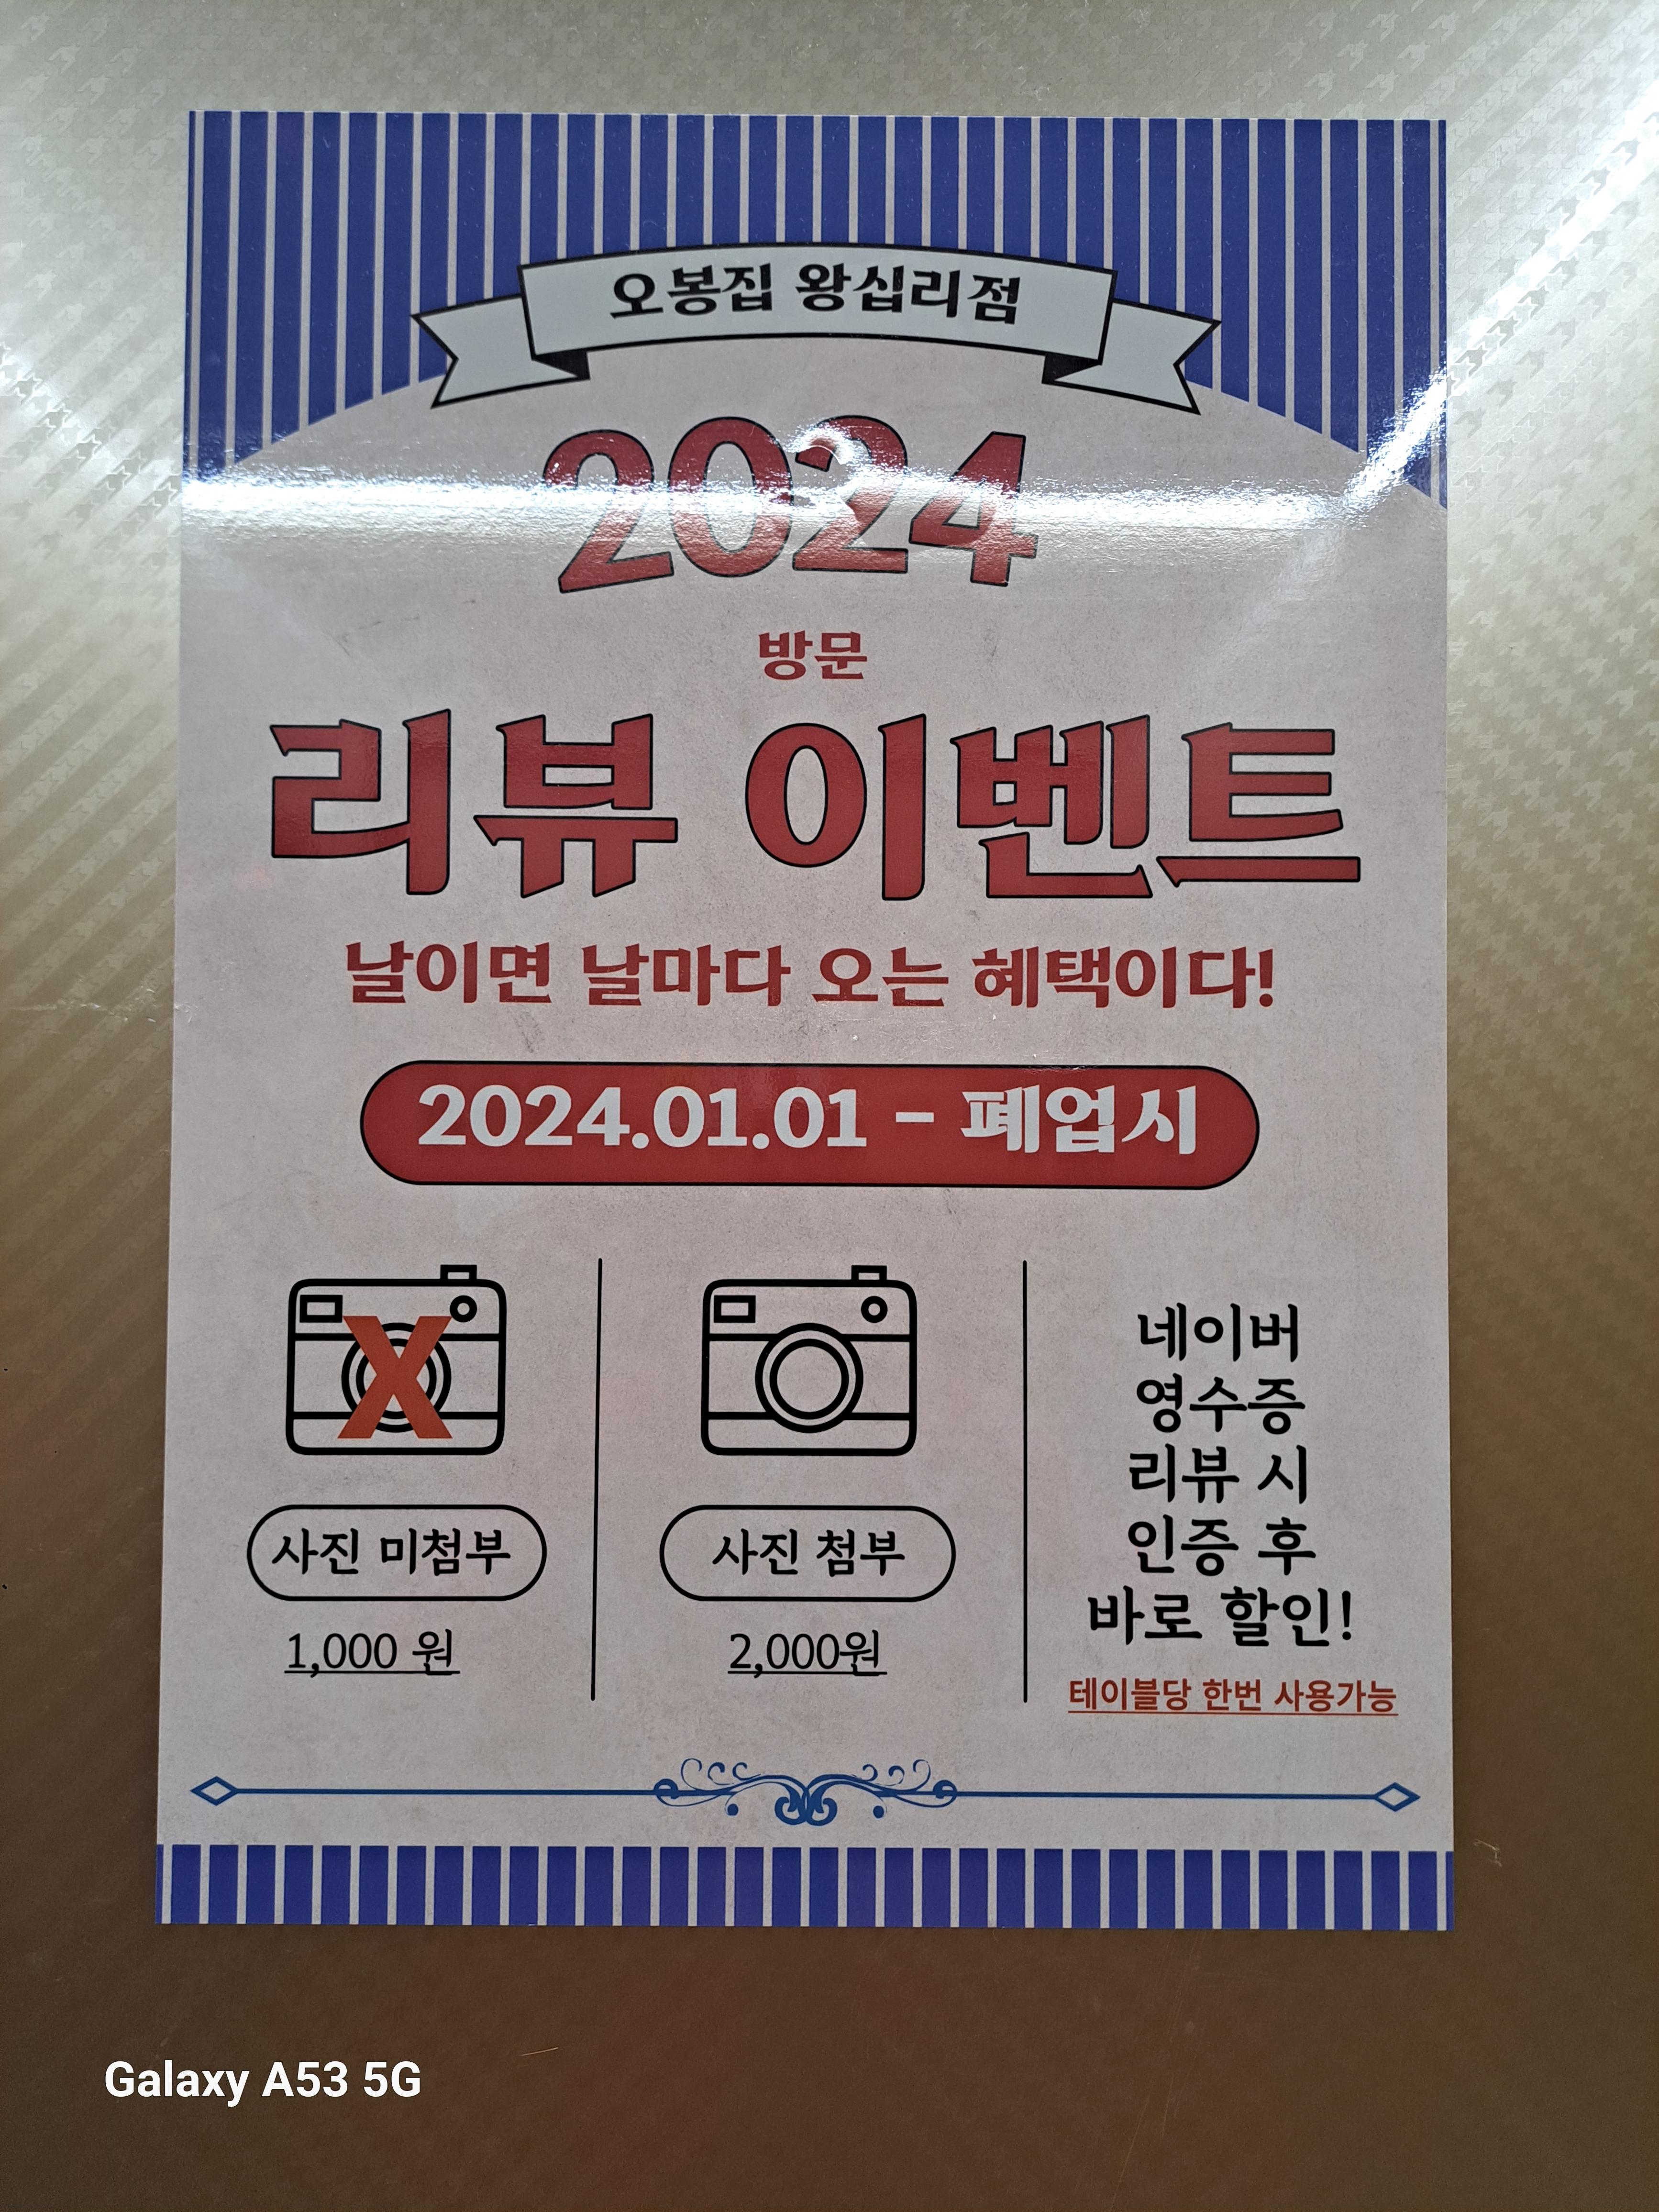 오봉집 왕십리점
2024
방문
리뷰 이벤트
날이면 날마다 오는 혜택이다!
2024.01.01 - 폐업시
X
사진 미첨부
1,000 원
사진 첨부
2,000원
네이버
영수증
리뷰 시
인증 후
바로 할인!
테이블당 한번 사용가능
Galaxy A53 5G